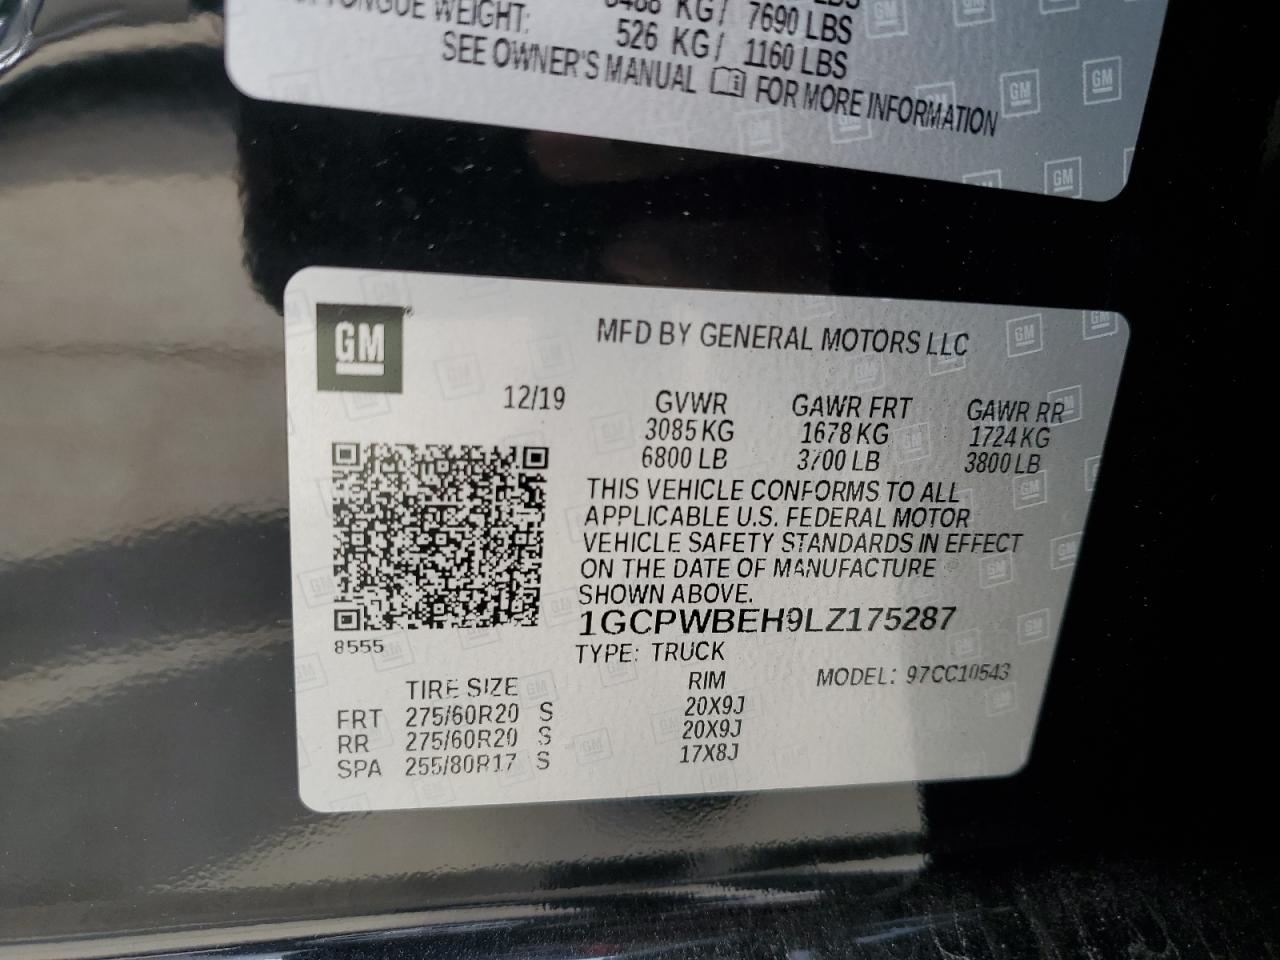 KG / 7690 LBS
TONGUE WEIGHT: 526 KG / 1160 LBS
SEE OWNER'S MANUAL FOR MORE INFORMATION
GM
MFD BY GENERAL MOTORS LLC
12/19 GVWR GAWR FRT GAWR RR
3085 KG 1678 KG 1724 KG
6800 LB 3700 LB 3800 LB
THIS VEHICLE CONFORMS TO ALL
APPLICABLE U.S. FEDERAL MOTOR
VEHICLE SAFETY STANDARDS IN EFFECT
ON THE DATE OF MANUFACTURE
SHOWN ABOVE.
1GCPWBEH9LZ175287
8555
TYPE: TRUCK
MODEL: 97CC10543
TIRE SIZE RIM
FRT 275/60R20 S 20X9J
RR 275/60R20 S 20X9J
SPA 255/80R17 S 17X8J